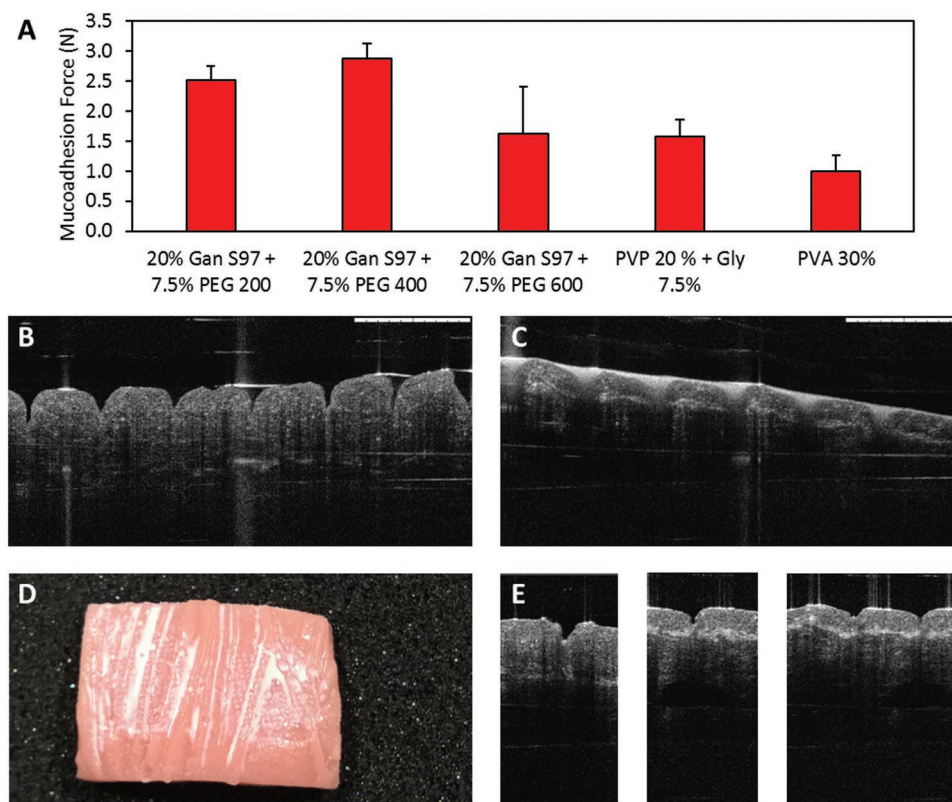 A
Mucoadhesion Force (N)
3.5
3.0
2.5
2.0
1.5
1.0
0.5
0.0
20% Gan S97 +
7.5% PEG 200
20% Gan S97 +
7.5% PEG 400
20% Gan S97 +
7.5% PEG 600
PVP 20 % + Gly
7.5%
PVA 30%
B
C
D
E